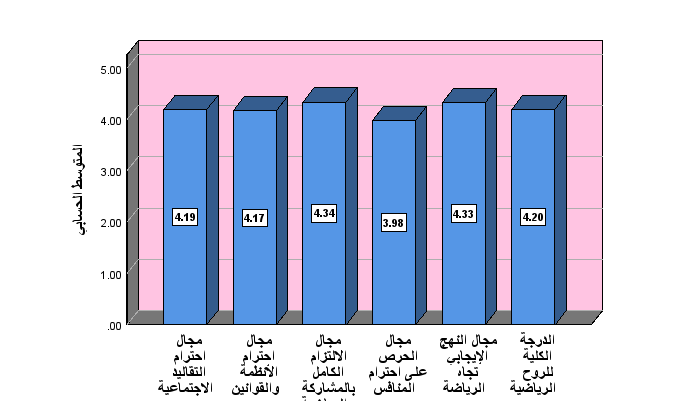 5.00
4.00
3.00
2.00
1.00
.00
المتوسط الحسابي
4.19
4.17
4.34
3.98
4.33
4.20
مجال
احترام
التقاليد
الاجتماعية
مجال
احترام
الأنظمة
والقوانين
مجال
الالتزام
الكامل
بالمشاركة
مجال
الحرص
على احترام
المنافس
مجال النهج
الإيجابي
تجاه
الرياضة
الدرجة
الكلية
للروح
الرياضية